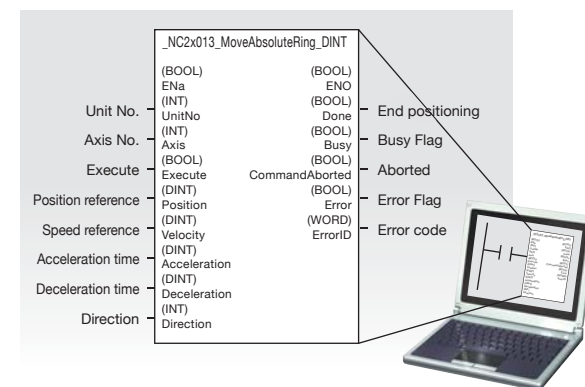 _NC2x013_MoveAbsoluteRing_DINT
(BOOL) (BOOL)
ENa ENO
(INT) (BOOL)
Unit No. UnitNo Done End positioning
(INT) (BOOL)
Axis No. Axis Busy Busy Flag
(BOOL) (BOOL)
Execute Execute CommandAborted Aborted
(DINT) (BOOL)
Position reference Position Error Error Flag
(DINT) (WORD)
Speed reference Velocity ErrorID Error code
(DINT)
Acceleration time Acceleration
(DINT)
Deceleration time Deceleration
(INT)
Direction Direction